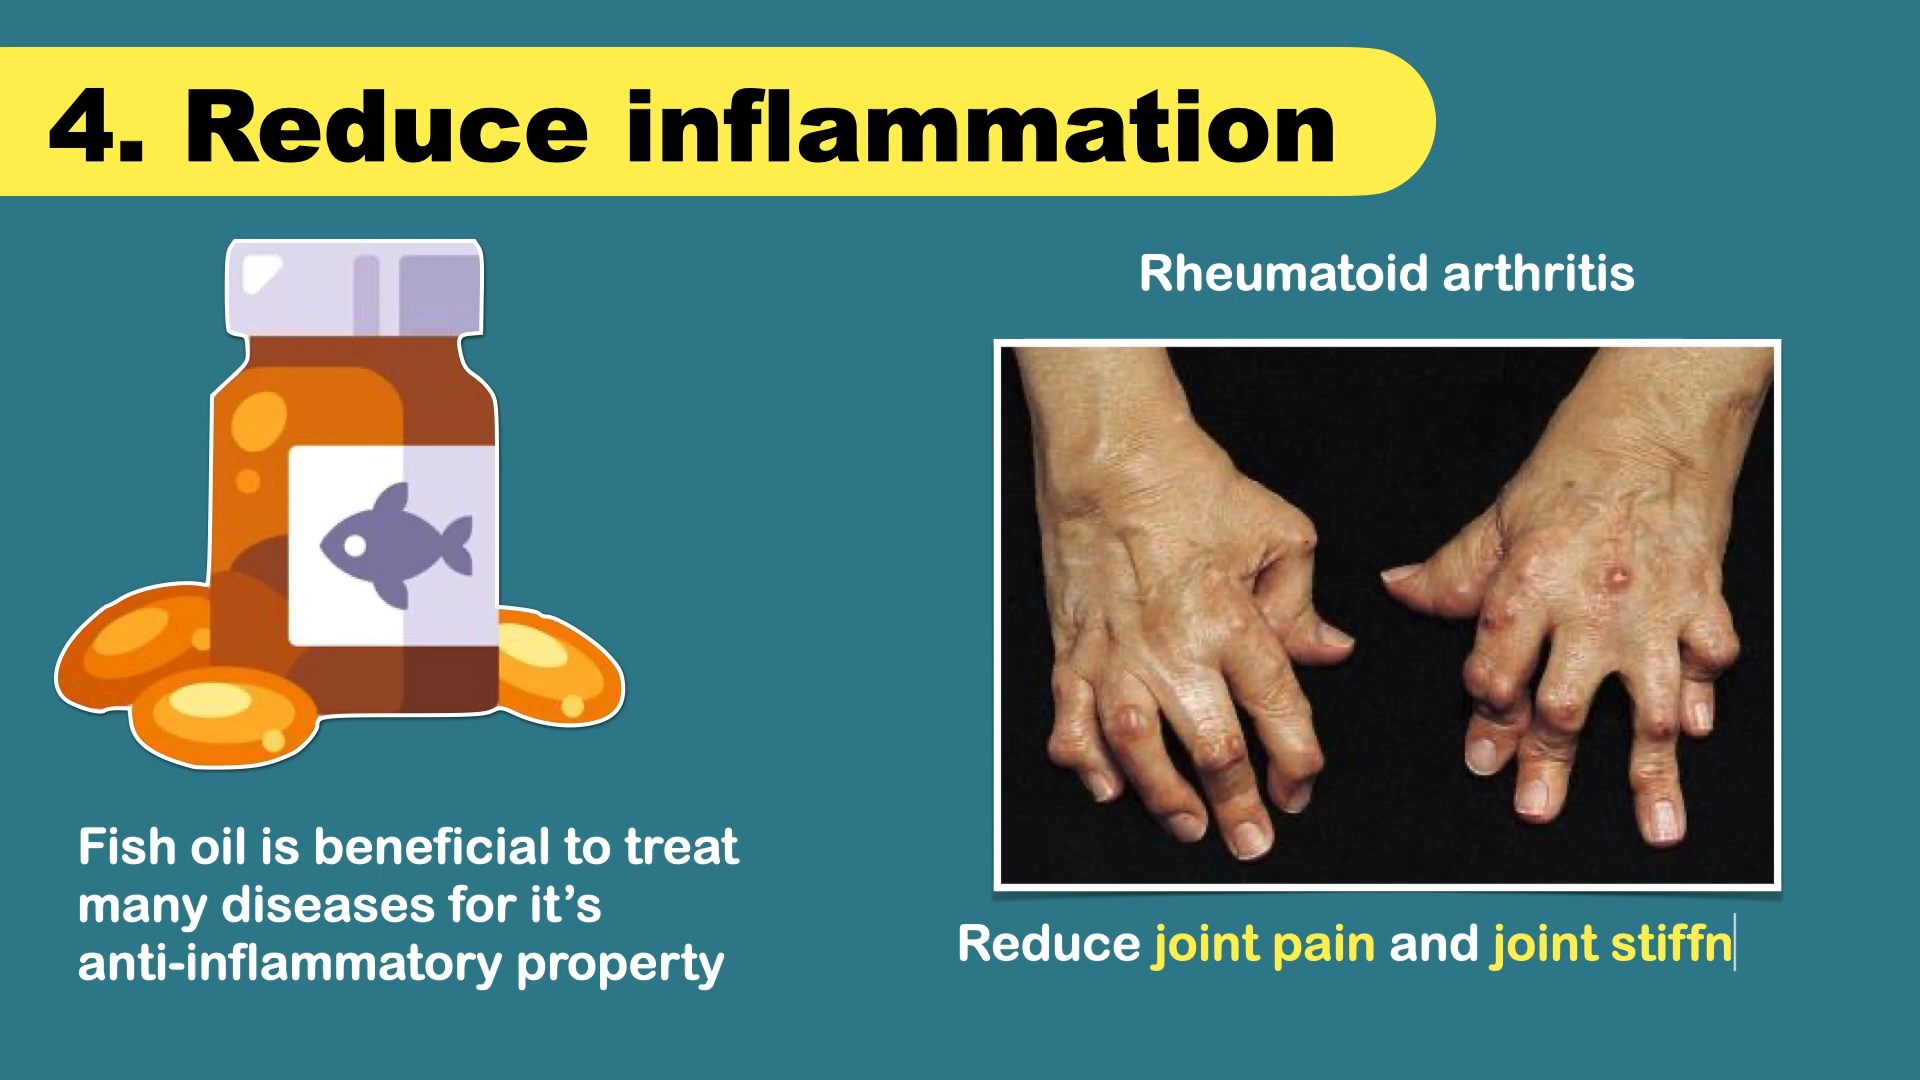 4. Reduce inflammation
Rheumatoid arthritis
Fish oil is beneficial to treat
many diseases for it’s
anti-inflammatory property
Reduce joint pain and joint stiffn